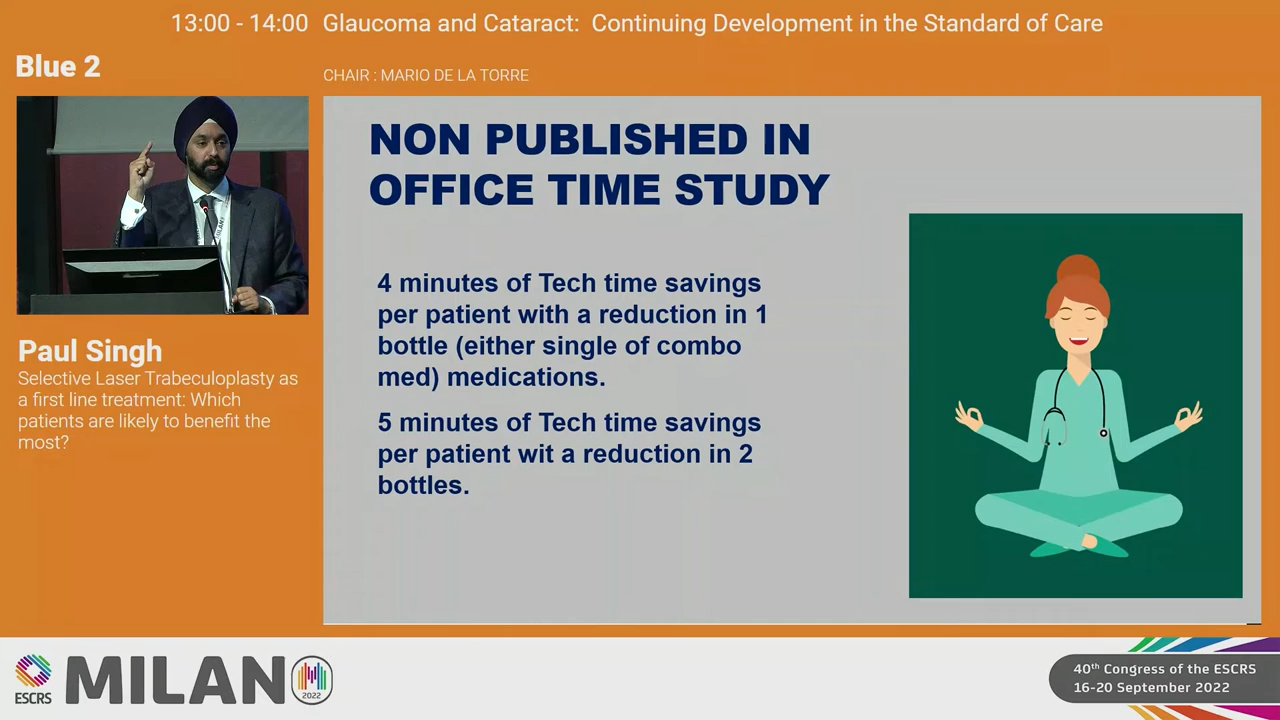 13:00 - 14:00 Glaucoma and Cataract: Continuing Development in the Standard of Care
Blue 2
CHAIR : MARIO DE LA TORRE
NON PUBLISHED IN
OFFICE TIME STUDY
4 minutes of Tech time savings
per patient with a reduction in 1
bottle (either single of combo
med) medications.
5 minutes of Tech time savings
per patient wit a reduction in 2
bottles.
Paul Singh
Selective Laser Trabeculoplasty as
a first line treatment: Which
patients are likely to benefit the
most?
ESCRS
MILANO
2022
40th Congress of the ESCRS
16-20 September 2022